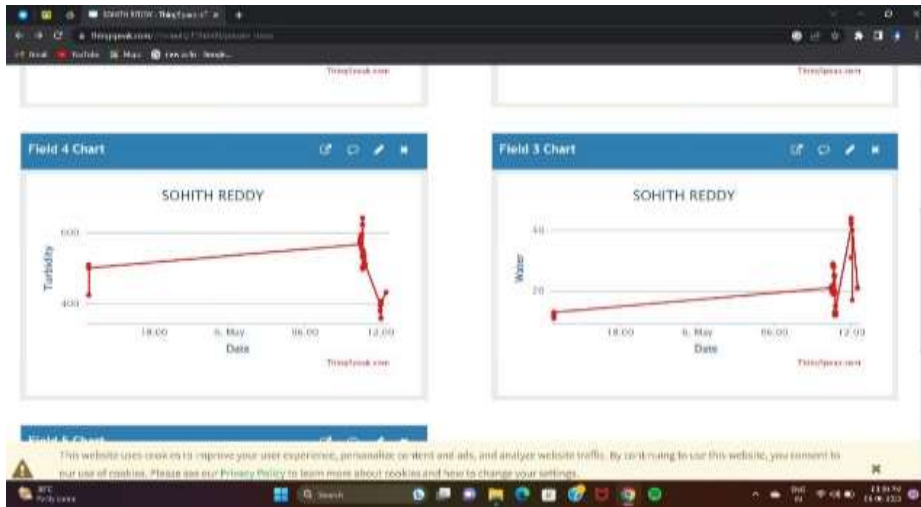 SOHITH REDDY - ThingSpeak
thingspeak.com/
YouTube
Maps
ThingSpeak.com
ThingSpeak.com
Field 4 Chart
Field 3 Chart
SOHITH REDDY
SOHITH REDDY
Turbidity
600
400
18:00 6. May 06:00 12:00
Date
ThingSpeak.com
Water
40
20
18:00 6. May 06:00 12:00
Date
ThingSpeak.com
Field 5 Chart
This website uses cookies to improve your user experience, personalize content and ads, and analyze website traffic. By continuing to use this website, you consent to
our use of cookies. Please see our Privacy Policy to learn more about cookies and how to change your settings.
Search
ENG
IN